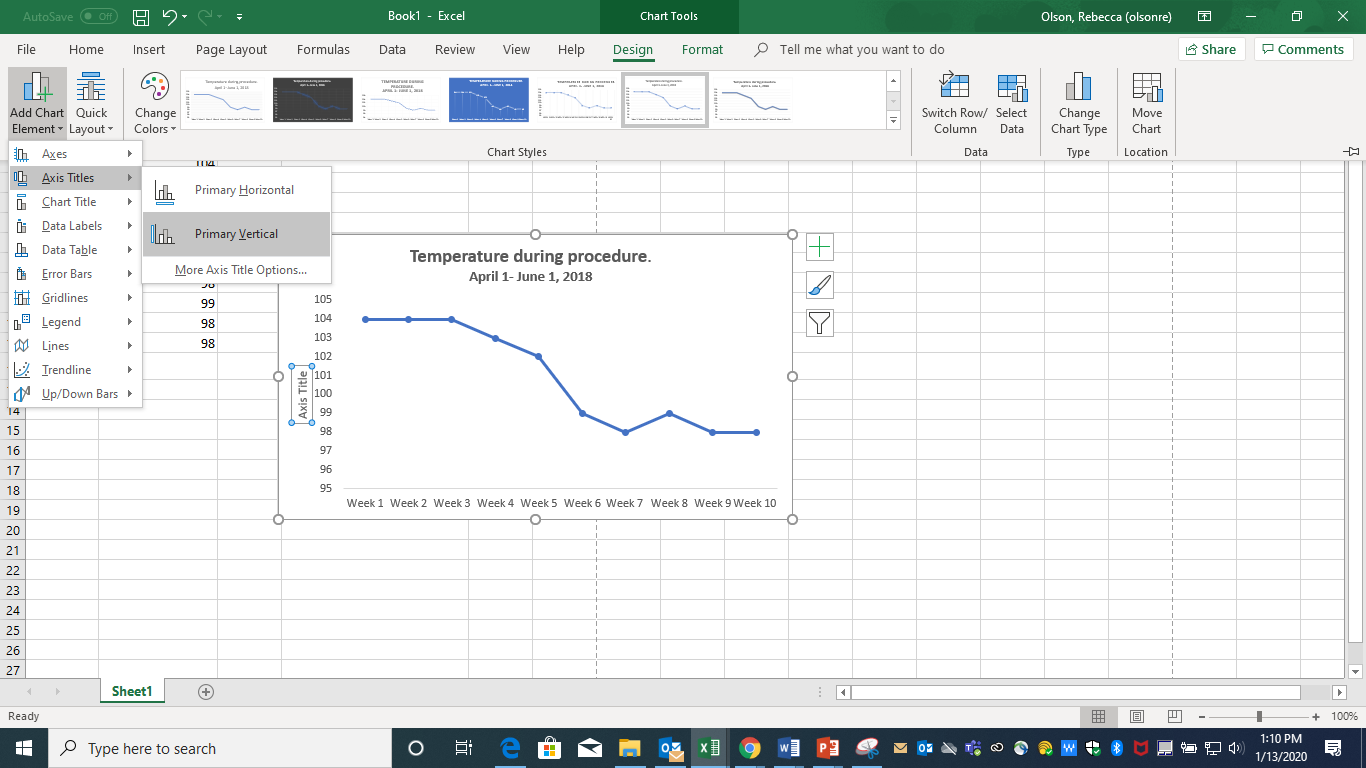 AutoSave Off
Book1 - Excel
Chart Tools
Olson, Rebecca (olsonre)
File Home Insert Page Layout Formulas Data Review View Help Design Format Tell me what you want to do Share Comments
Add Chart Element
Quick Layout
Change Colors
Switch Row/ Column
Select Data
Change Chart Type
Move Chart
Chart Styles
Data
Type
Location
Axes
Axis Titles
Chart Title
Data Labels
Data Table
Error Bars
Gridlines
Legend
Lines
Trendline
Up/Down Bars
Primary Horizontal
Primary Vertical
More Axis Title Options...
104
98
99
98
98
Temperature during procedure.
April 1- June 1, 2018
105
104
103
102
101
100
99
98
97
96
95
Axis Title
Week 1 Week 2 Week 3 Week 4 Week 5 Week 6 Week 7 Week 8 Week 9 Week 10
14
15
16
17
18
19
20
21
22
23
24
25
26
27
Sheet1
Ready
100%
Type here to search
1:10 PM
1/13/2020